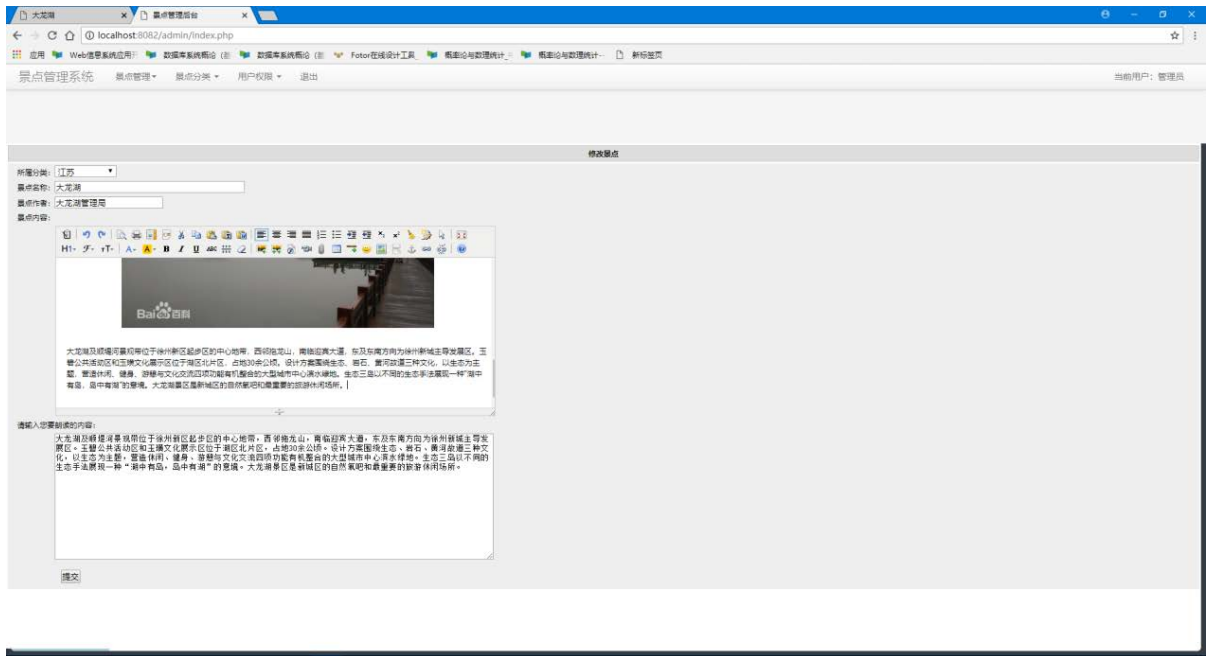 大龙湖
景点管理后台
localhost:8082/admin/index.php
应用 Web信息系统应用开 数据库系统概论（ 数据库系统概论（ Fotor在线设计工具_ 概率论与数理统计_ 概率论与数理统计 新标签页
景点管理系统 景点管理 景点分类 用户权限 退出 当前用户：管理员
修改景点
所属分类: 江苏
景点名称: 大龙湖
景点作者: 大龙湖管理局
景点内容:
H1 F T A A B I U ABC
Bai百科
大龙湖及顺堤河景观带位于徐州新区起步区的中心地带，西邻拖龙山，南临迎宾大道，东及东南方向为徐州新城主导发展区。玉
碧公共活动区和玉璜文化展示区位于湖区北片区，占地30余公顷。设计方案围绕生态、岩石、黄河故道三种文化，以生态为主
题，营造休闲、健身、游憩与文化交流四项功能有机整合的大型城市中心滨水绿地。生态三岛以不同的生态手法展现一种"湖中
有岛，岛中有湖"的意境。大龙湖景区是新城区的自然氧吧和最重要的旅游休闲场所。
请输入您要朗读的内容:
大龙湖及顺堤河景观带位于徐州新区起步区的中心地带，西邻拖龙山，南临迎宾大道，东及东南方向为徐州新城主导发
展区。玉碧公共活动区和玉璜文化展示区位于湖区北片区，占地30余公顷。设计方案围绕生态、岩石、黄河故道三种文
化，以生态为主题，营造休闲、健身、游憩与文化交流四项功能有机整合的大型城市中心滨水绿地。生态三岛以不同的
生态手法展现一种“湖中有岛，岛中有湖”的意境。大龙湖景区是新城区的自然氧吧和最重要的旅游休闲场所。
提交